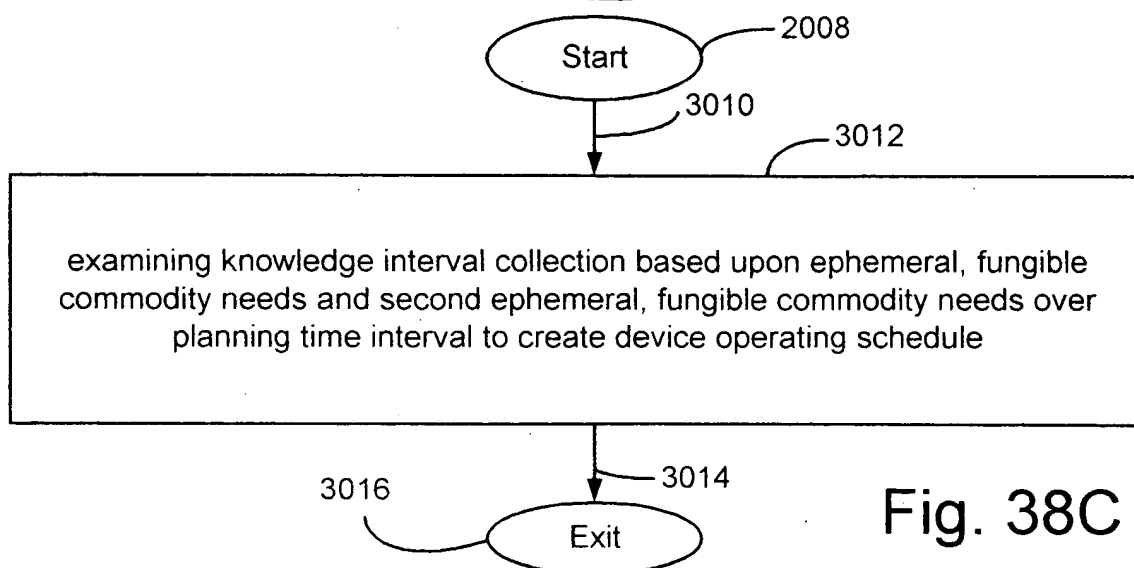 2008
Start
3010
3012
examining knowledge interval collection based upon ephemeral, fungible
commodity needs and second ephemeral, fungible commodity needs over
planning time interval to create device operating schedule
3014
3016
Exit
Fig. 38C